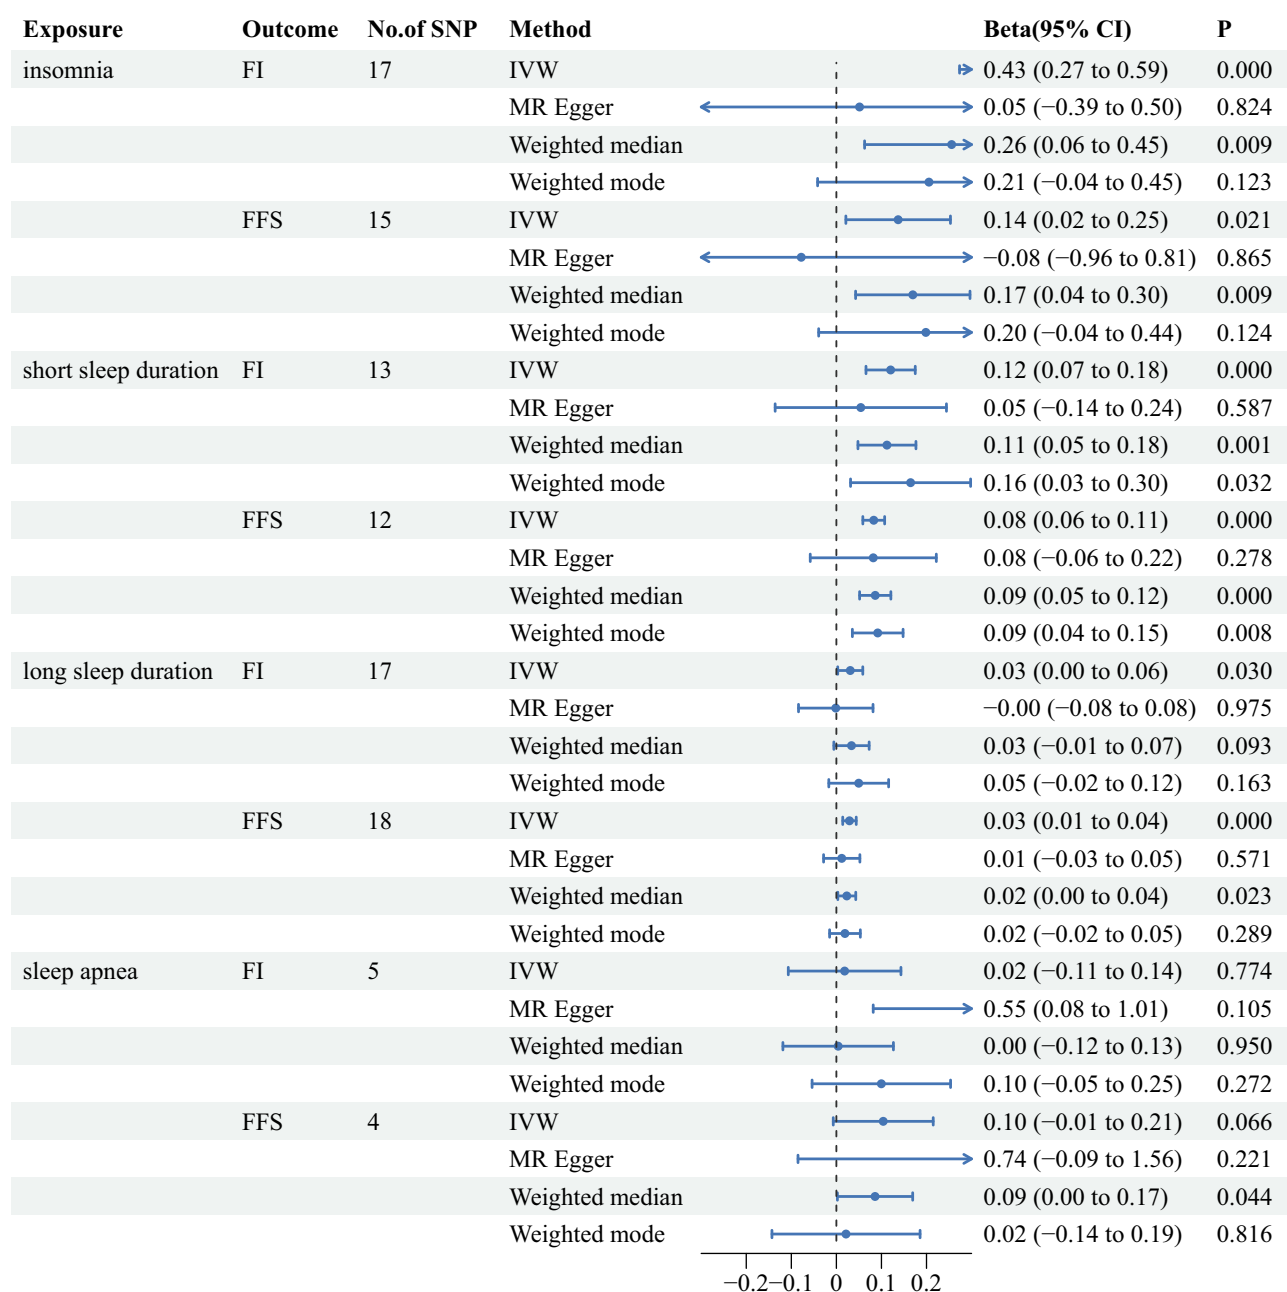 Exposure Outcome No.of SNP Method Beta(95% CI) P
insomnia FI 17 IVW 0.43 (0.27 to 0.59) 0.000
MR Egger 0.05 (−0.39 to 0.50) 0.824
Weighted median 0.26 (0.06 to 0.45) 0.009
Weighted mode 0.21 (−0.04 to 0.45) 0.123
FFS 15 IVW 0.14 (0.02 to 0.25) 0.021
MR Egger −0.08 (−0.96 to 0.81) 0.865
Weighted median 0.17 (0.04 to 0.30) 0.009
Weighted mode 0.20 (−0.04 to 0.44) 0.124
short sleep duration FI 13 IVW 0.12 (0.07 to 0.18) 0.000
MR Egger 0.05 (−0.14 to 0.24) 0.587
Weighted median 0.11 (0.05 to 0.18) 0.001
Weighted mode 0.16 (0.03 to 0.30) 0.032
FFS 12 IVW 0.08 (0.06 to 0.11) 0.000
MR Egger 0.08 (−0.06 to 0.22) 0.278
Weighted median 0.09 (0.05 to 0.12) 0.000
Weighted mode 0.09 (0.04 to 0.15) 0.008
long sleep duration FI 17 IVW 0.03 (0.00 to 0.06) 0.030
MR Egger −0.00 (−0.08 to 0.08) 0.975
Weighted median 0.03 (−0.01 to 0.07) 0.093
Weighted mode 0.05 (−0.02 to 0.12) 0.163
FFS 18 IVW 0.03 (0.01 to 0.04) 0.000
MR Egger 0.01 (−0.03 to 0.05) 0.571
Weighted median 0.02 (0.00 to 0.04) 0.023
Weighted mode 0.02 (−0.02 to 0.05) 0.289
sleep apnea FI 5 IVW 0.02 (−0.11 to 0.14) 0.774
MR Egger 0.55 (0.08 to 1.01) 0.105
Weighted median 0.00 (−0.12 to 0.13) 0.950
Weighted mode 0.10 (−0.05 to 0.25) 0.272
FFS 4 IVW 0.10 (−0.01 to 0.21) 0.066
MR Egger 0.74 (−0.09 to 1.56) 0.221
Weighted median 0.09 (0.00 to 0.17) 0.044
Weighted mode 0.02 (−0.14 to 0.19) 0.816
−0.2 −0.1 0 0.1 0.2